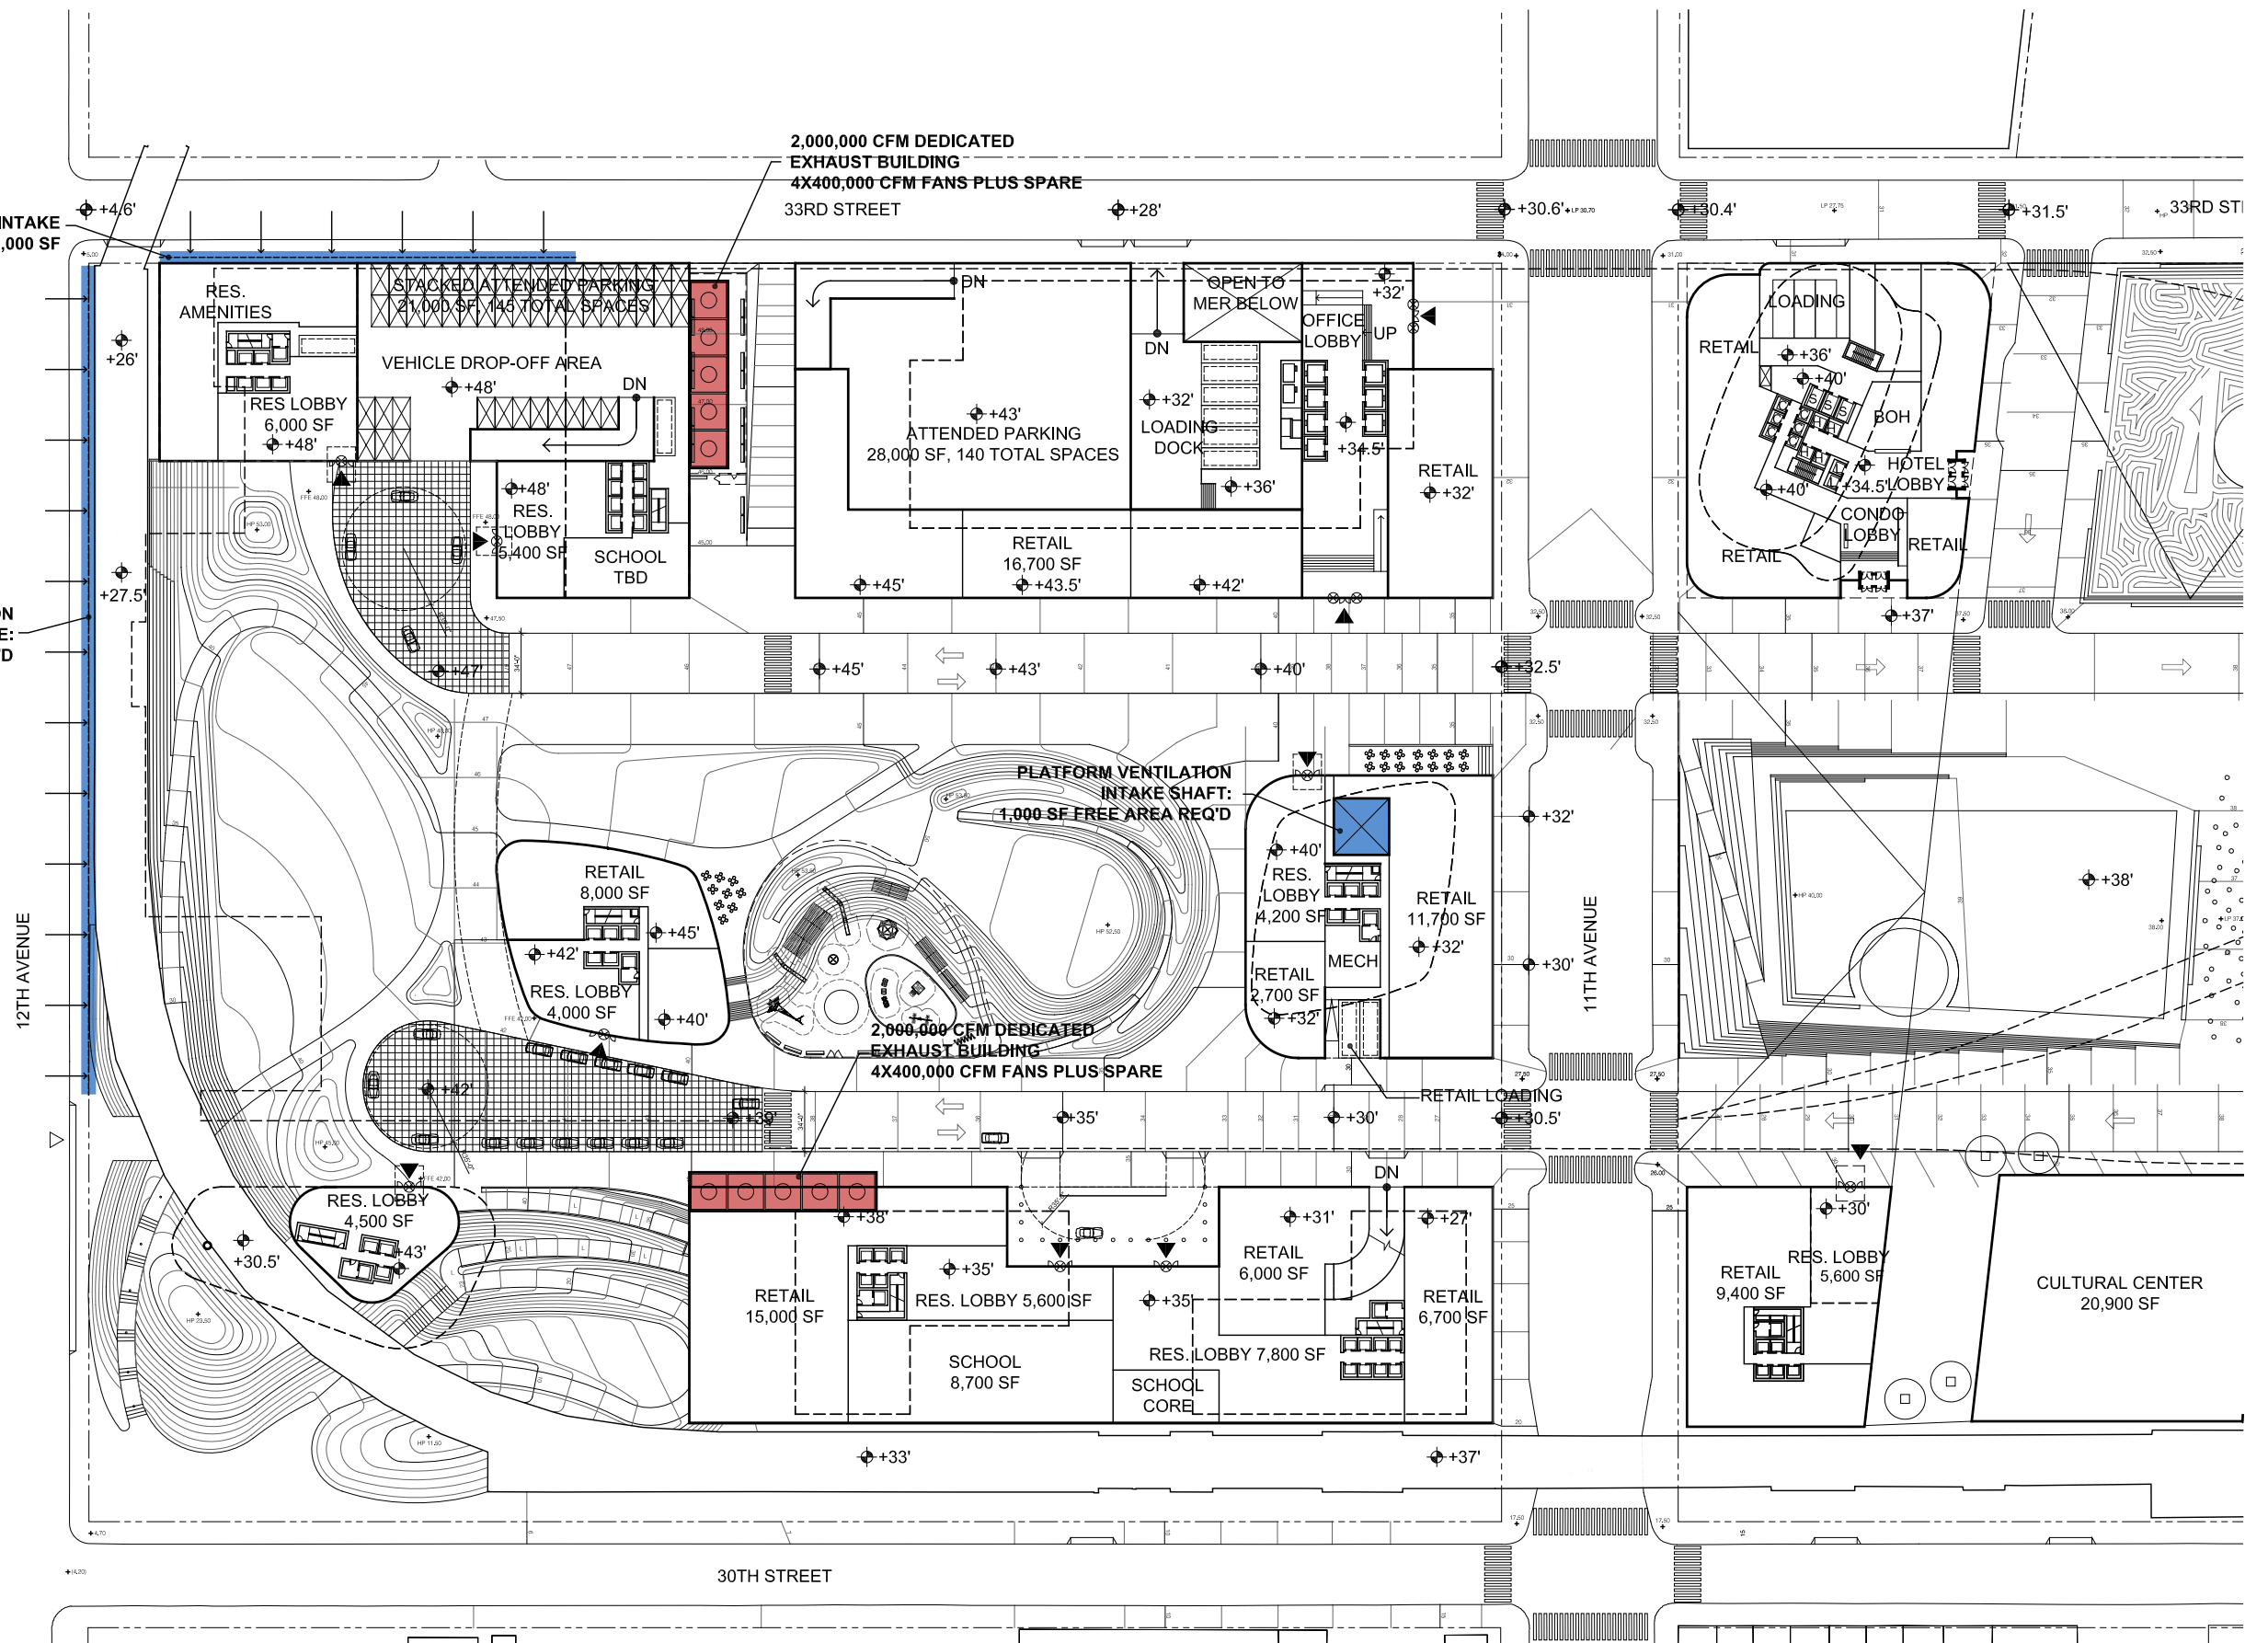 2,000,000 CFM DEDICATED
EXHAUST BUILDING
4X400,000 CFM FANS PLUS SPARE
33RD STREET
+4.6'
+28'
+30.6'
LP 30.70
+30.4'
LP 27.75
+31.5'
33RD ST
INTAKE
,000 SF
RES.
AMENITIES
STACKED ATTENDED PARKING
21,000 SF, 145 TOTAL SPACES
VEHICLE DROP-OFF AREA
+48'
DN
RES LOBBY
6,000 SF
+48'
+26'
+27.5'
+48'
RES.
LOBBY
5,400 SF
SCHOOL
TBD
DN
+43'
ATTENDED PARKING
28,000 SF, 140 TOTAL SPACES
DN
OPEN TO
MER BELOW
OFFICE
LOBBY
UP
+32'
+32'
LOADING
DOCK
+36'
+34.5'
RETAIL
+32'
RETAIL
16,700 SF
+45'
+43.5'
+42'
LOADING
RETAIL
+36'
+40'
BOH
HOTEL
LOBBY
+34.5'
+40'
CONDO
LOBBY
RETAIL
RETAIL
+37'
ON
E:
'D
+47'
+45'
+43'
+40'
+32.5'
PLATFORM VENTILATION
INTAKE SHAFT:
1,000 SF FREE AREA REQ'D
+32'
+40'
RES.
LOBBY
4,200 SF
RETAIL
11,700 SF
+32'
MECH
RETAIL
2,700 SF
+32'
+30'
+38'
RETAIL
8,000 SF
+45'
+42'
RES. LOBBY
4,000 SF
+40'
12TH AVENUE
11TH AVENUE
2,000,000 CFM DEDICATED
EXHAUST BUILDING
4X400,000 CFM FANS PLUS SPARE
RETAIL LOADING
+42'
+39'
+35'
+30'
+30.5'
RES. LOBBY
4,500 SF
+43'
+30.5'
+38'
RETAIL
15,000 SF
+35'
RES. LOBBY 5,600 SF
SCHOOL
8,700 SF
+35'
RES. LOBBY 7,800 SF
SCHOOL
CORE
+31'
RETAIL
6,000 SF
DN
+27'
RETAIL
6,700 SF
+30'
RES. LOBBY
5,600 SF
RETAIL
9,400 SF
CULTURAL CENTER
20,900 SF
+33'
+37'
30TH STREET